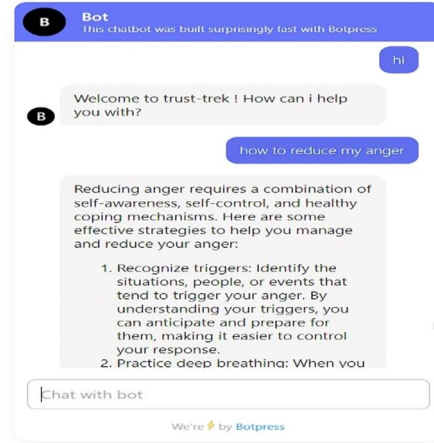 B
Bot
This chatbot was built surprisingly fast with Botpress
hi
Welcome to trust-trek ! How can i help
you with?
B
how to reduce my anger
Reducing anger requires a combination of
self-awareness, self-control, and healthy
coping mechanisms. Here are some
effective strategies to help you manage
and reduce your anger:
1. Recognize triggers: Identify the
situations, people, or events that
tend to trigger your anger. By
understanding your triggers, you
can anticipate and prepare for
them, making it easier to control
your response.
2. Practice deep breathing: When you
Chat with bot
We're ⚡ by Botpress